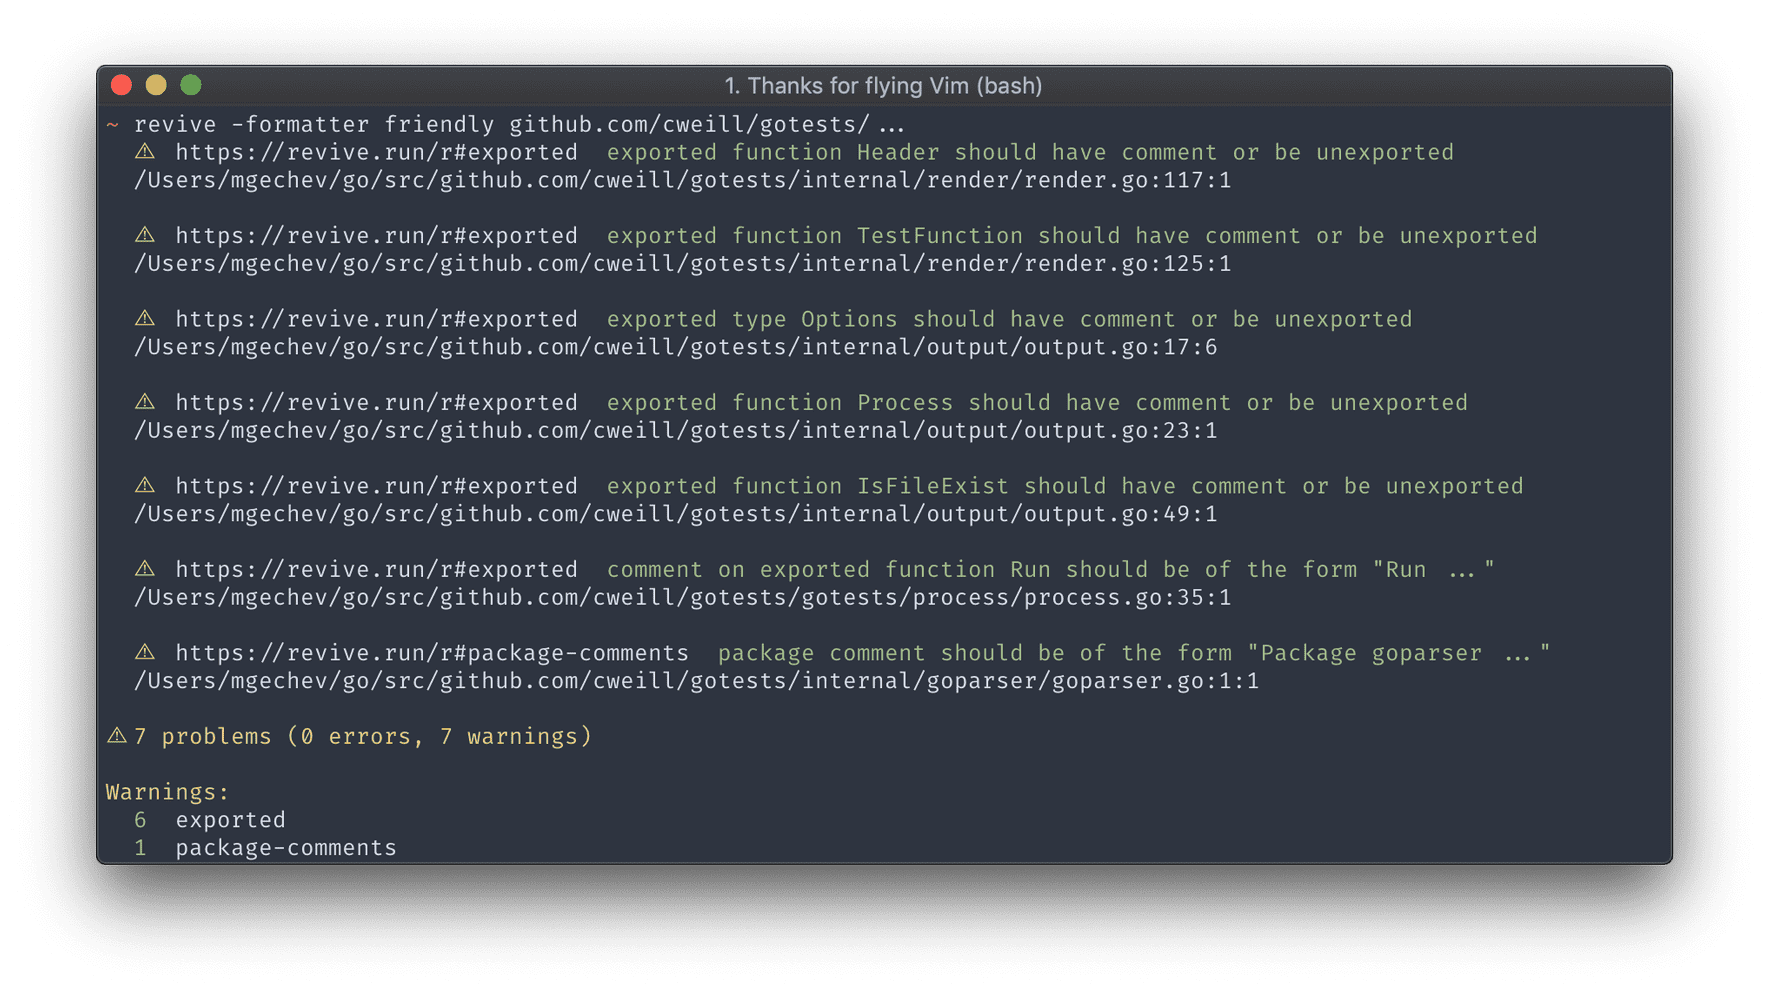 1. Thanks for flying Vim (bash)
~ revive -formatter friendly github.com/cweill/gotests/...
⚠ https://revive.run/r#exported  exported function Header should have comment or be unexported
/Users/mgechev/go/src/github.com/cweill/gotests/internal/render/render.go:117:1
⚠ https://revive.run/r#exported  exported function TestFunction should have comment or be unexported
/Users/mgechev/go/src/github.com/cweill/gotests/internal/render/render.go:125:1
⚠ https://revive.run/r#exported  exported type Options should have comment or be unexported
/Users/mgechev/go/src/github.com/cweill/gotests/internal/output/output.go:17:6
⚠ https://revive.run/r#exported  exported function Process should have comment or be unexported
/Users/mgechev/go/src/github.com/cweill/gotests/internal/output/output.go:23:1
⚠ https://revive.run/r#exported  exported function IsFileExist should have comment or be unexported
/Users/mgechev/go/src/github.com/cweill/gotests/internal/output/output.go:49:1
⚠ https://revive.run/r#exported  comment on exported function Run should be of the form "Run ..."
/Users/mgechev/go/src/github.com/cweill/gotests/gotests/process/process.go:35:1
⚠ https://revive.run/r#package-comments  package comment should be of the form "Package goparser ..."
/Users/mgechev/go/src/github.com/cweill/gotests/internal/goparser/goparser.go:1:1
⚠ 7 problems (0 errors, 7 warnings)
Warnings:
6  exported
1  package-comments